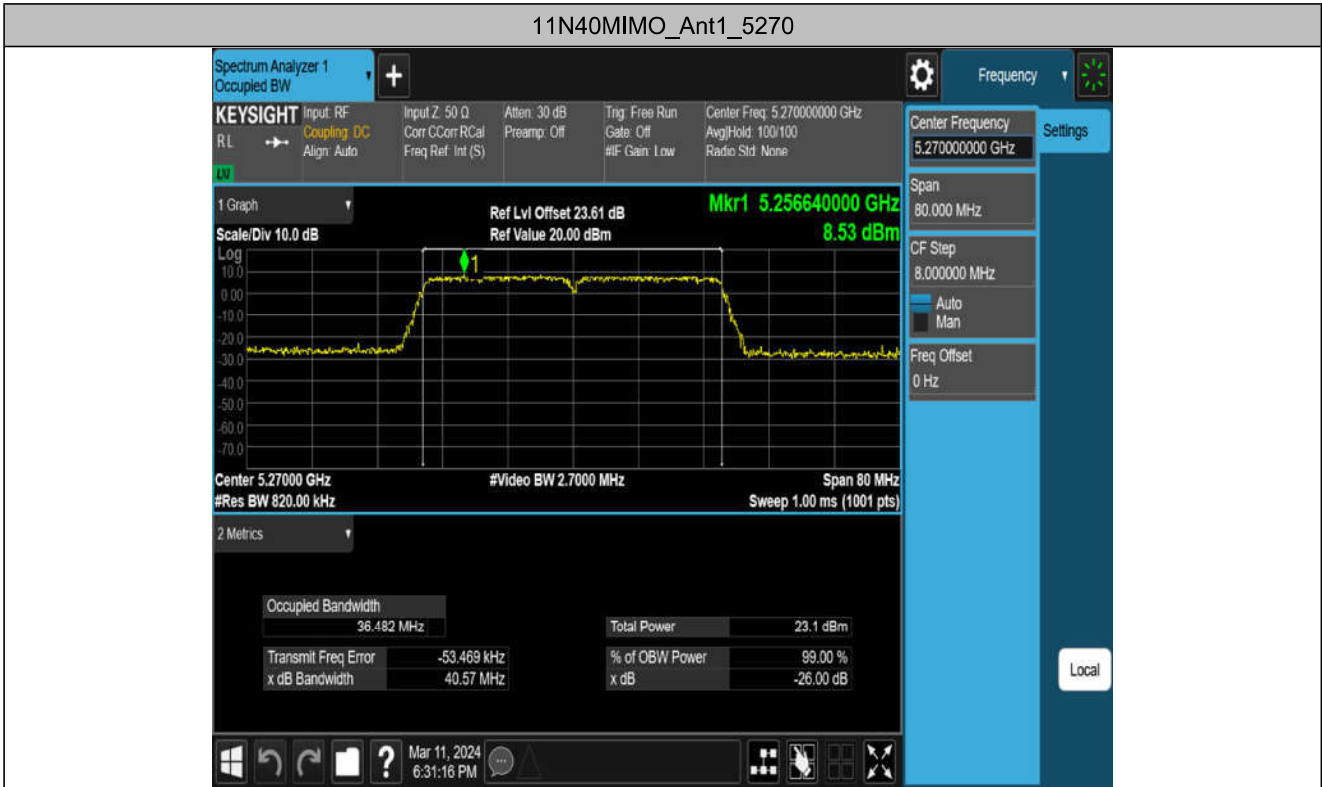 11N40MIMO_Ant1_5270
Spectrum Analyzer 1
Occupied BW
+
Frequency
KEYSIGHT
R L
LXI
Input: RF
Coupling: DC
Align: Auto
Input Z: 50 Ω
Corr CCorr RCal
Freq Ref: Int (S)
Atten: 30 dB
Preamp: Off
Trig: Free Run
Gate: Off
#IF Gain: Low
Center Freq: 5.270000000 GHz
Avg|Hold: 100/100
Radio Std: None
Center Frequency
5.270000000 GHz
Settings
Span
80.000 MHz
CF Step
8.000000 MHz
Auto
Man
Freq Offset
0 Hz
Local
1 Graph
Scale/Div 10.0 dB
Ref Lvl Offset 23.61 dB
Ref Value 20.00 dBm
Mkr1 5.256640000 GHz
8.53 dBm
Log
1
10.0
0.00
-10.0
-20.0
-30.0
-40.0
-50.0
-60.0
-70.0
Center 5.27000 GHz
#Video BW 2.7000 MHz
Span 80 MHz
#Res BW 820.00 kHz
Sweep 1.00 ms (1001 pts)
2 Metrics
Occupied Bandwidth
36.482 MHz
Total Power 23.1 dBm
Transmit Freq Error -53.469 kHz
% of OBW Power 99.00 %
x dB Bandwidth 40.57 MHz
x dB -26.00 dB
?
Mar 11, 2024
6:31:16 PM